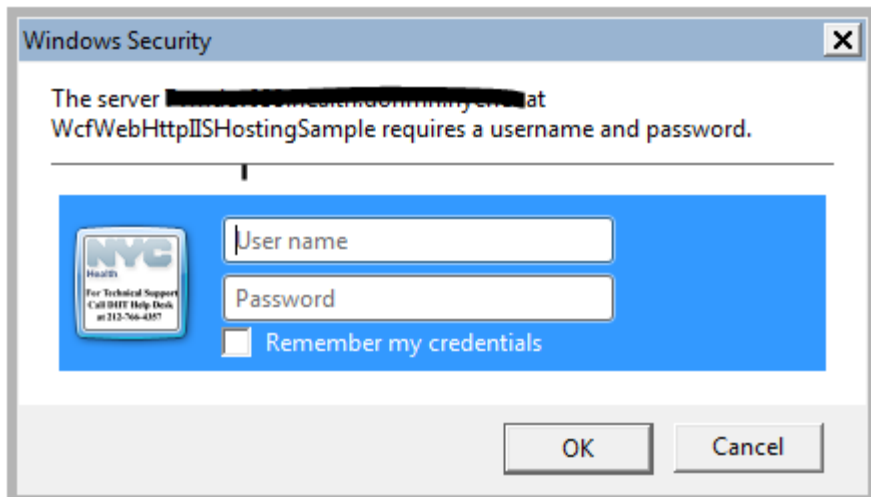 Windows Security
The server at
WcfWebHttpIISHostingSample requires a username and password.
NYC
Health
For Technical Support
Call DIIT Help Desk
at 212-766-4357
User name
Password
Remember my credentials
OK
Cancel